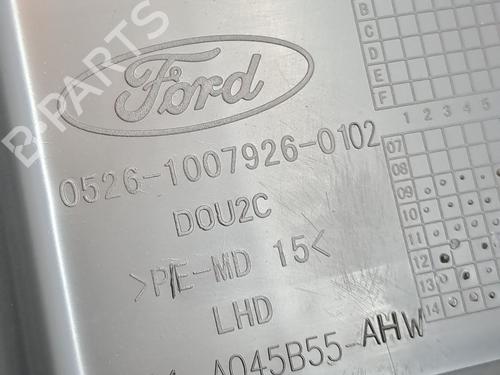 B-PARTS
Ford
0526-1007926-0102
DOU2C
>P/E-MD 15<
LHD
A045B55-AHW
B
C
D
E
F
1 2 3 4 5
07
08
09
10
11
12
13
14